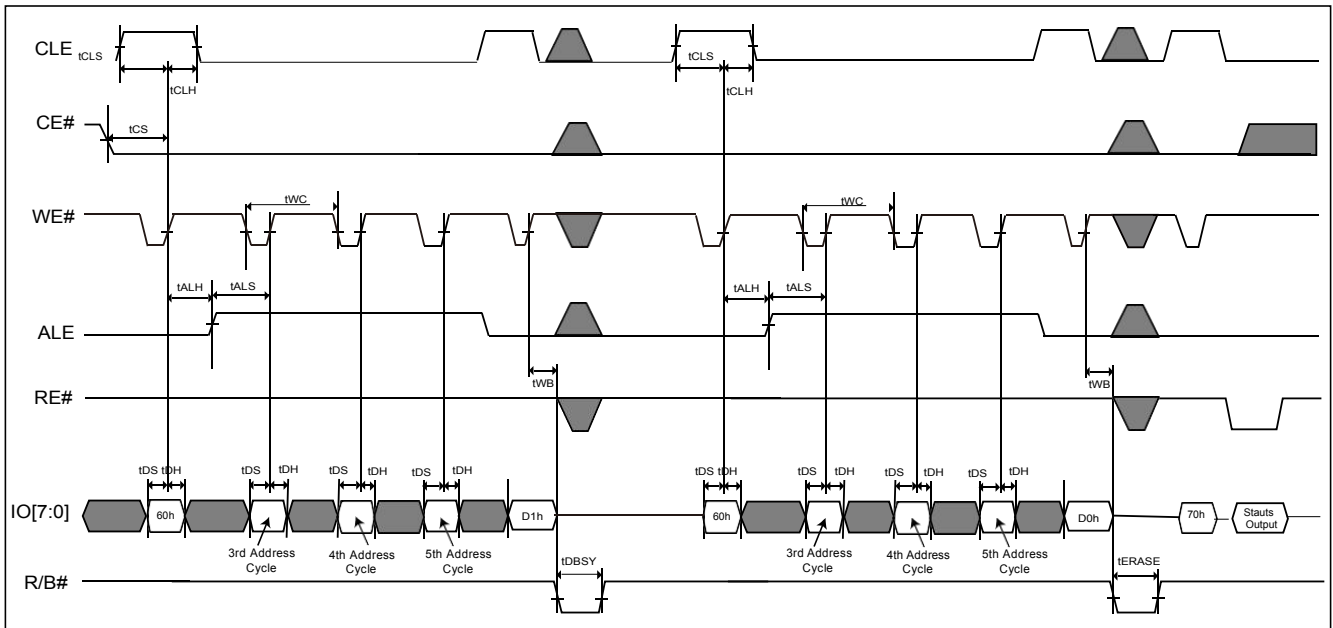 CLE
tCLS
tCLH
tCLS
tCLH
CE#
tCS
WE#
tWC
tWC
ALE
tALH
tALS
tALH
tALS
RE#
tWB
tWB
IO[7:0]
tDS tDH
tDS
tDH
tDS
tDH
tDS
tDH
tDS tDH
tDS
tDH
tDS
tDH
tDS
tDH
60h
D1h
60h
D0h
70h
Stauts
Output
3rd Address
Cycle
4th Address
Cycle
5th Address
Cycle
3rd Address
Cycle
4th Address
Cycle
5th Address
Cycle
R/B#
tDBSY
tERASE